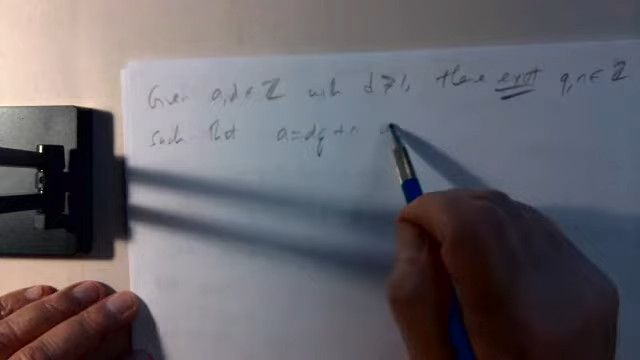 Given a,d ∈ ℤ with d ≥ 1, there exist q,r ∈ ℤ
such that a = dq + r